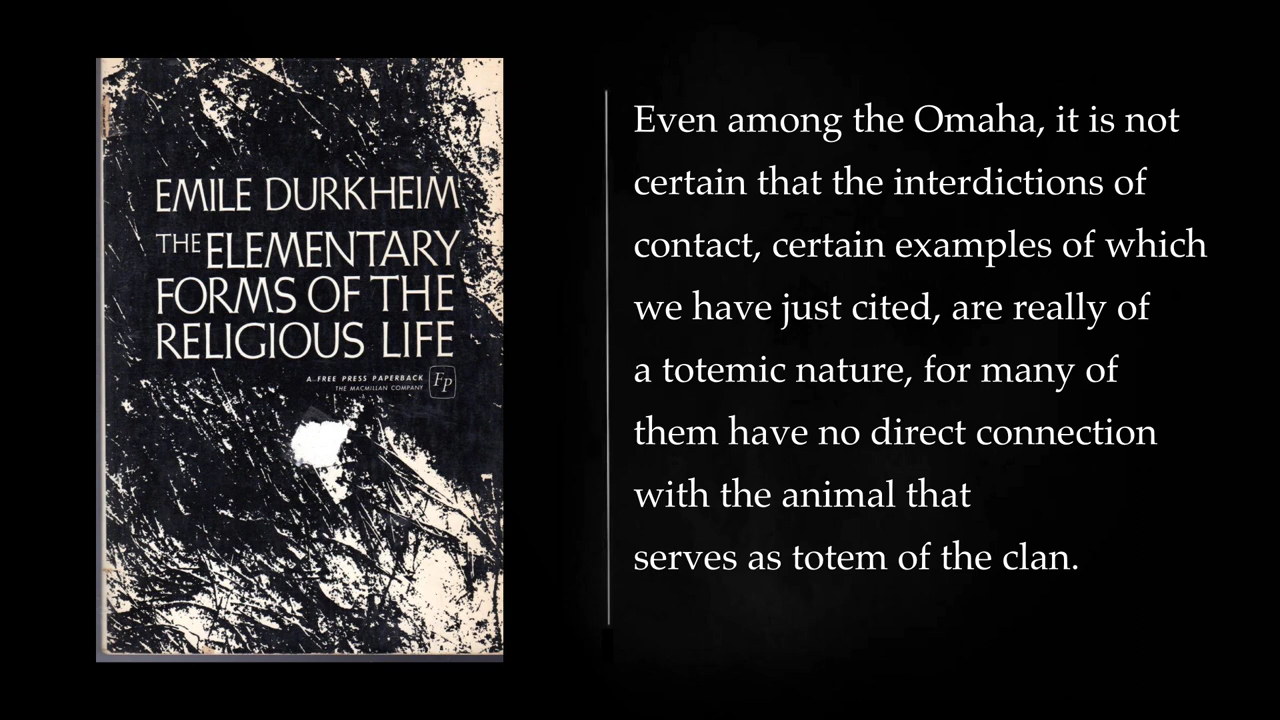 EMILE DURKHEIM
THE ELEMENTARY
FORMS OF THE
RELIGIOUS LIFE
A FREE PRESS PAPERBACK
THE MACMILLAN COMPANY
Fp
Even among the Omaha, it is not
certain that the interdictions of
contact, certain examples of which
we have just cited, are really of
a totemic nature, for many of
them have no direct connection
with the animal that
serves as totem of the clan.